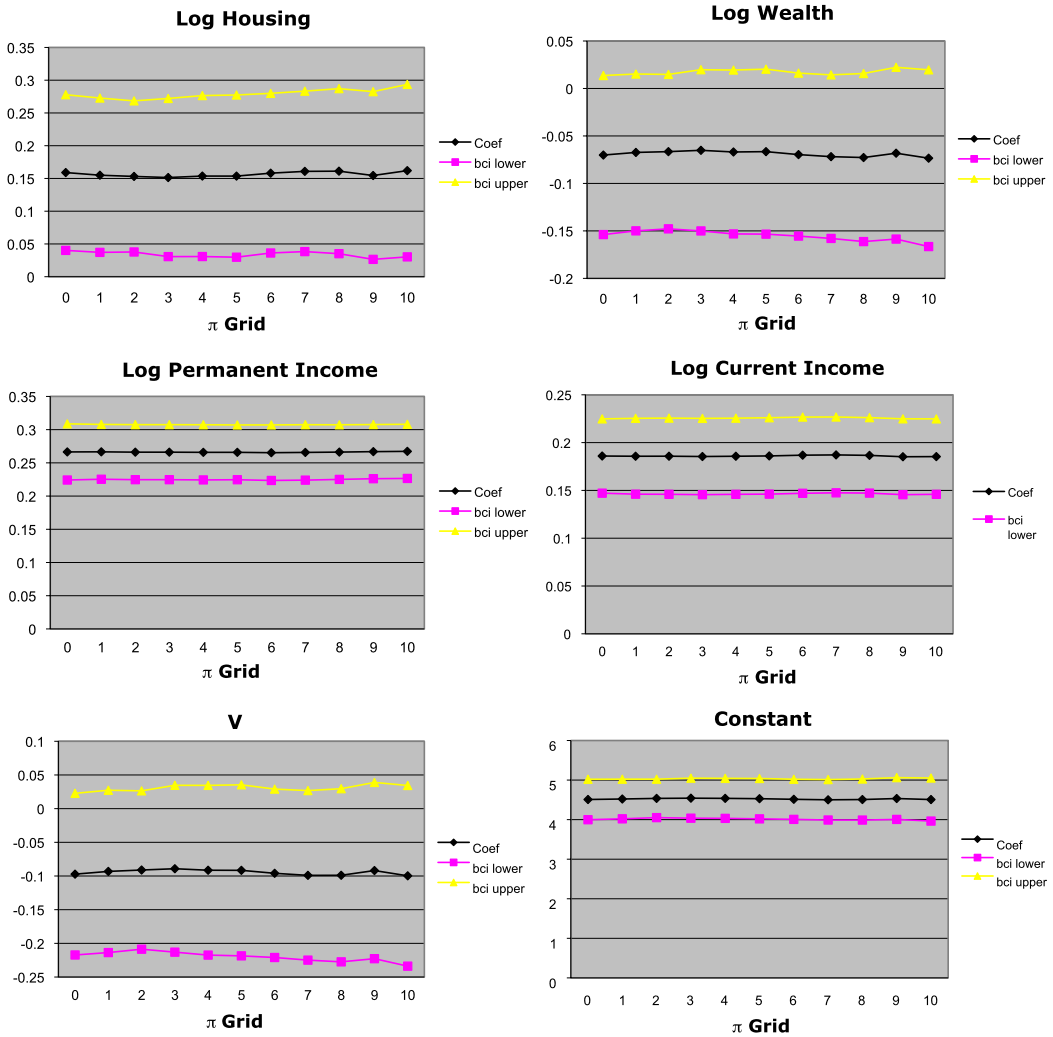 Log Housing
0.35
0.3
0.25
0.2
0.15
0.1
0.05
0
0 1 2 3 4 5 6 7 8 9 10
π Grid
Coef
bci lower
bci upper
Log Wealth
0.05
0
-0.05
-0.1
-0.15
-0.2
0 1 2 3 4 5 6 7 8 9 10
π Grid
Coef
bci lower
bci upper
Log Permanent Income
0.35
0.3
0.25
0.2
0.15
0.1
0.05
0
0 1 2 3 4 5 6 7 8 9 10
π Grid
Coef
bci lower
bci upper
Log Current Income
0.25
0.2
0.15
0.1
0.05
0
0 1 2 3 4 5 6 7 8 9 10
π Grid
Coef
bci
lower
V
0.1
0.05
0
-0.05
-0.1
-0.15
-0.2
-0.25
0 1 2 3 4 5 6 7 8 9 10
π Grid
Coef
bci lower
bci upper
Constant
6
5
4
3
2
1
0
0 1 2 3 4 5 6 7 8 9 10
π Grid
Coef
bci lower
bci upper